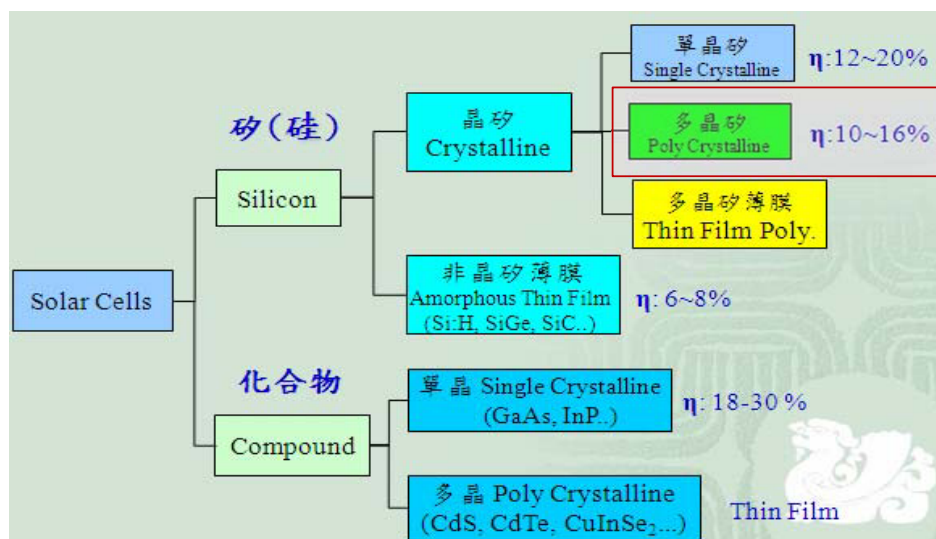 單晶矽
Single Crystalline
η:12~20%
矽(硅)
晶矽
Crystalline
多晶矽
Poly Crystalline
η:10~16%
Silicon
多晶矽薄膜
Thin Film Poly.
Solar Cells
非晶矽薄膜
Amorphous Thin Film
(Si:H, SiGe, SiC..)
η: 6~8%
化合物
單晶 Single Crystalline
(GaAs, InP..)
η: 18-30 %
Compound
多晶 Poly Crystalline
(CdS, CdTe, CuInSe₂...)
Thin Film